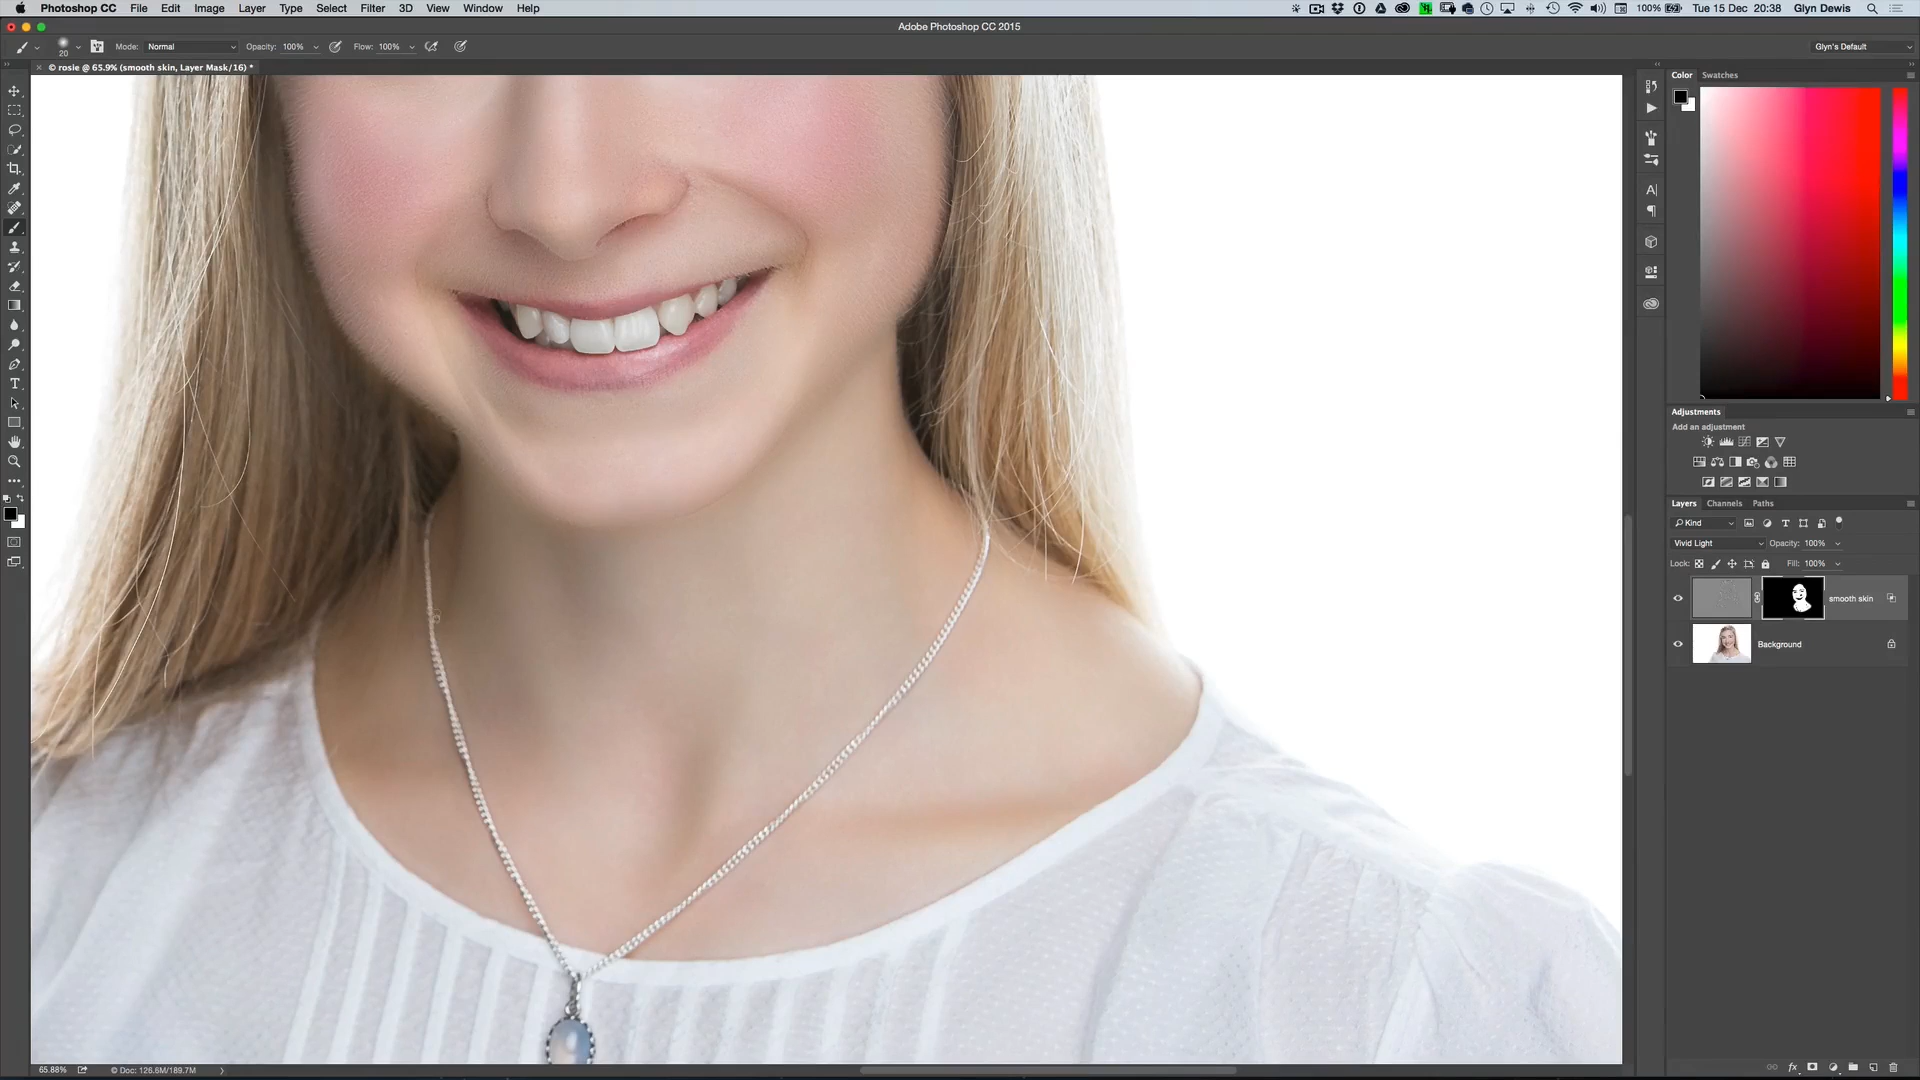 Photoshop CC File Edit Image Layer Type Select Filter 3D View Window Help 100% Tue 15 Dec 20:38 Glyn Dewis
Adobe Photoshop CC 2015
20 Mode: Normal Opacity: 100% Flow: 100% Glyn's Default
© rosie @ 65.9% (smooth skin, Layer Mask/16) *
Color Swatches
Adjustments
Add an adjustment
Layers Channels Paths
Kind
Vivid Light Opacity: 100%
Lock: Fill: 100%
smooth skin
Background
65.88% © Doc: 126.6M/189.7M